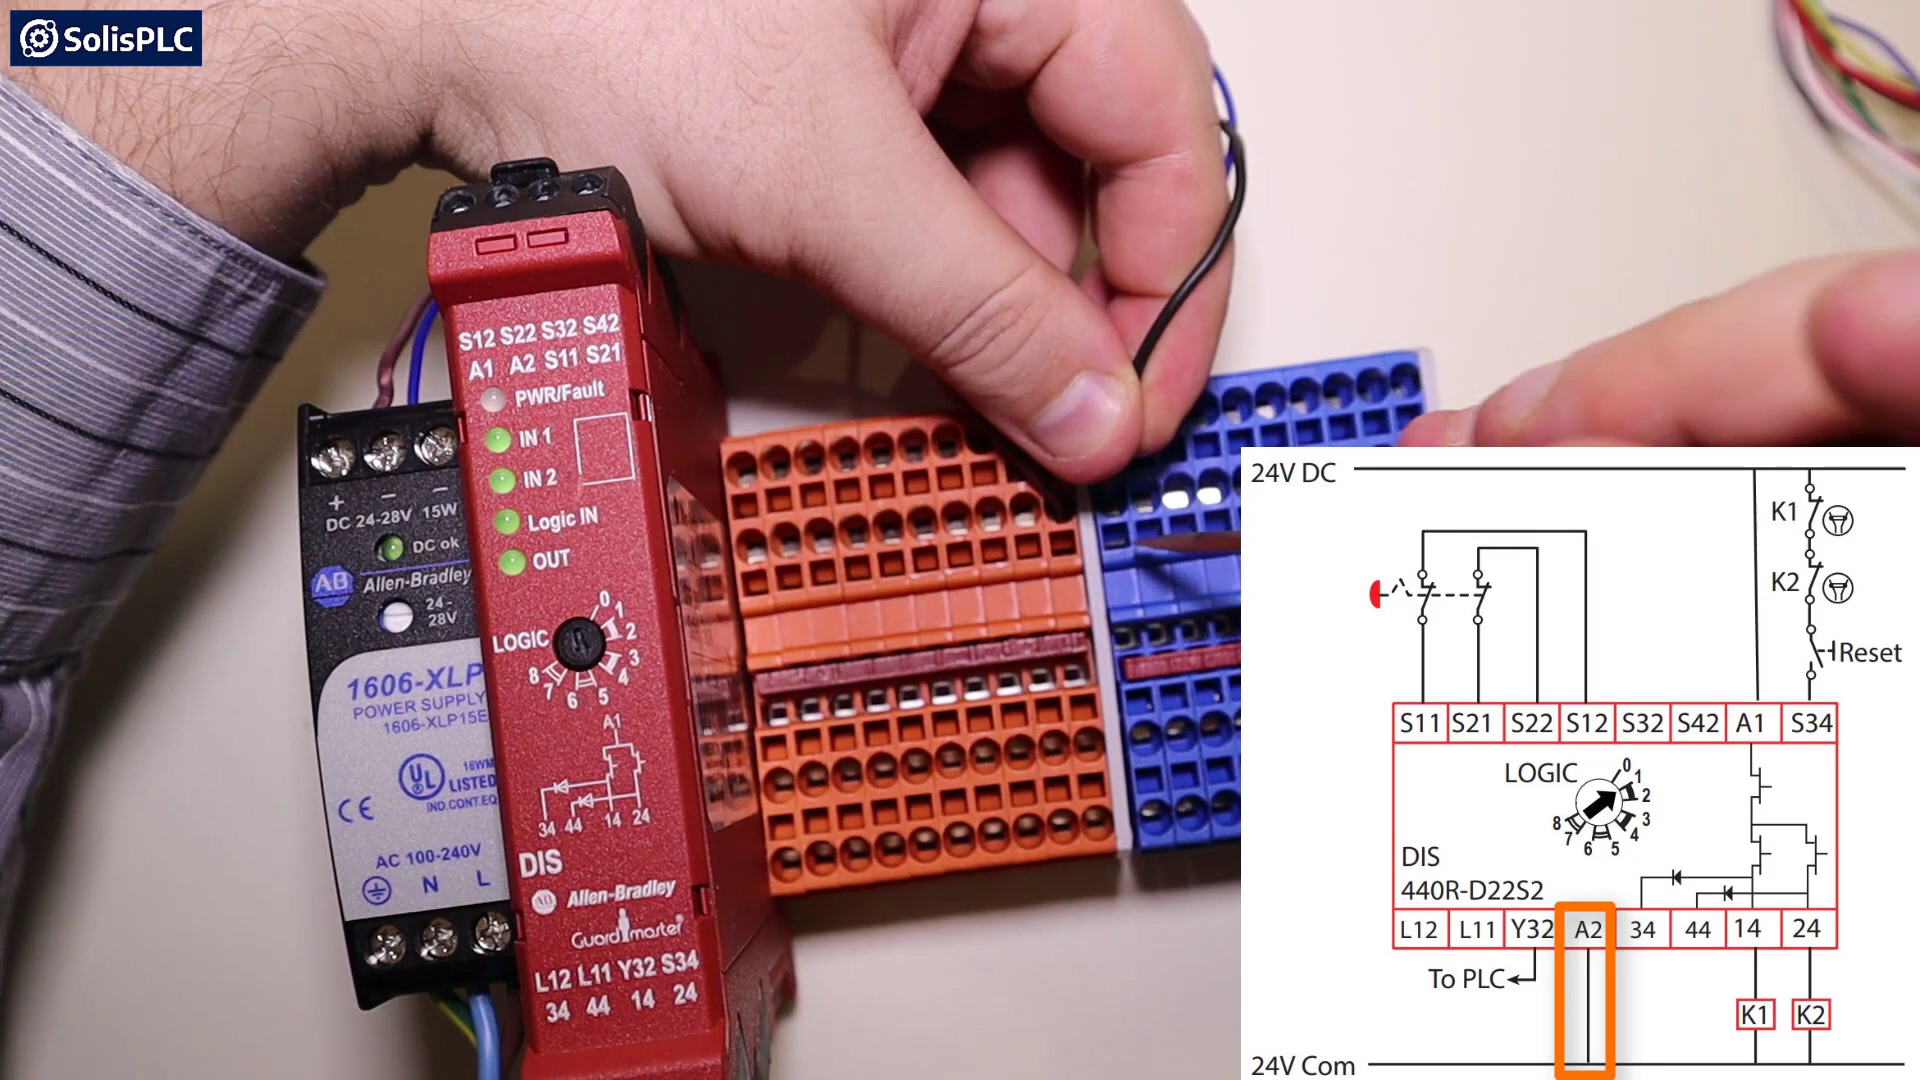 SolisPLC
S12 S22 S32 S42
A1 A2 S11 S21
PWR/Fault
IN 1
IN 2
Logic IN
OUT
LOGIC
0
1
2
3
4
5
6
7
8
A1
34 44 14 24
DIS
AB Allen-Bradley
Guardmaster
L12 L11 Y32 S34
34 44 14 24
+ - -
DC 24-28V 15W
DC ok
AB Allen-Bradley
24-
28V
1606-XLP
POWER SUPPLY
1606-XLP15E
UL LISTED
IND.CONT.EQ.
CE
AC 100-240V
N L
24V DC
K1
K2
Reset
S11 S21 S22 S12 S32 S42 A1 S34
LOGIC
0
1
2
3
4
5
6
7
8
DIS
440R-D22S2
L12 L11 Y32 A2 34 44 14 24
To PLC
K1 K2
24V Com